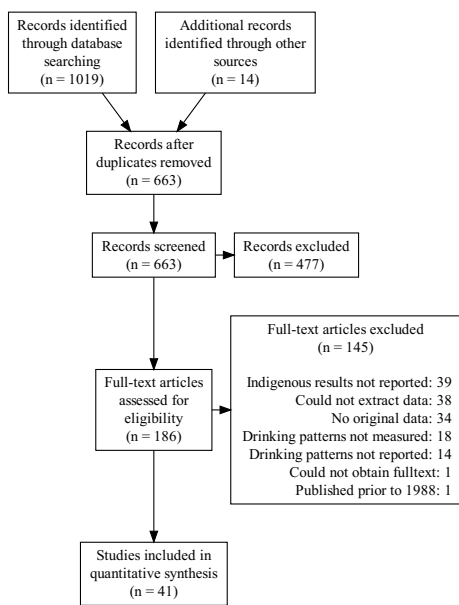 Records identified
through database
searching
(n = 1019)
Additional records
identified through other
sources
(n = 14)
Records after
duplicates removed
(n = 663)
Records screened
(n = 663)
Records excluded
(n = 477)
Full-text articles
assessed for
eligibility
(n = 186)
Full-text articles excluded
(n = 145)
Indigenous results not reported: 39
Could not extract data: 38
No original data: 34
Drinking patterns not measured: 18
Drinking patterns not reported: 14
Could not obtain fulltext: 1
Published prior to 1988: 1
Studies included in
quantitative synthesis
(n = 41)